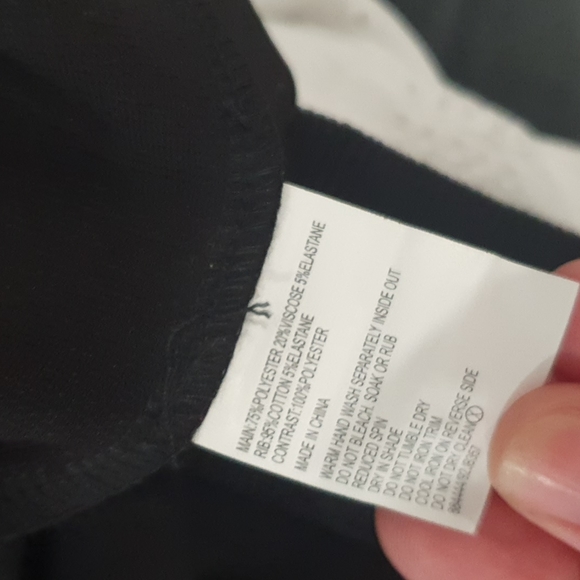 MAIN:75%POLYESTER 20%VISCOSE 5%ELASTANE
RIB:95%COTTON 5%ELASTANE
CONTRAST:100%POLYESTER
MADE IN CHINA
WARM HAND WASH SEPARATELY INSIDE OUT
DO NOT BLEACH, SOAK OR RUB
REDUCED SPIN
DRY IN SHADE
DO NOT TUMBLE DRY
DO NOT IRON TRIM
COOL IRON ON REVERSE SIDE
DO NOT DRY CLEAN